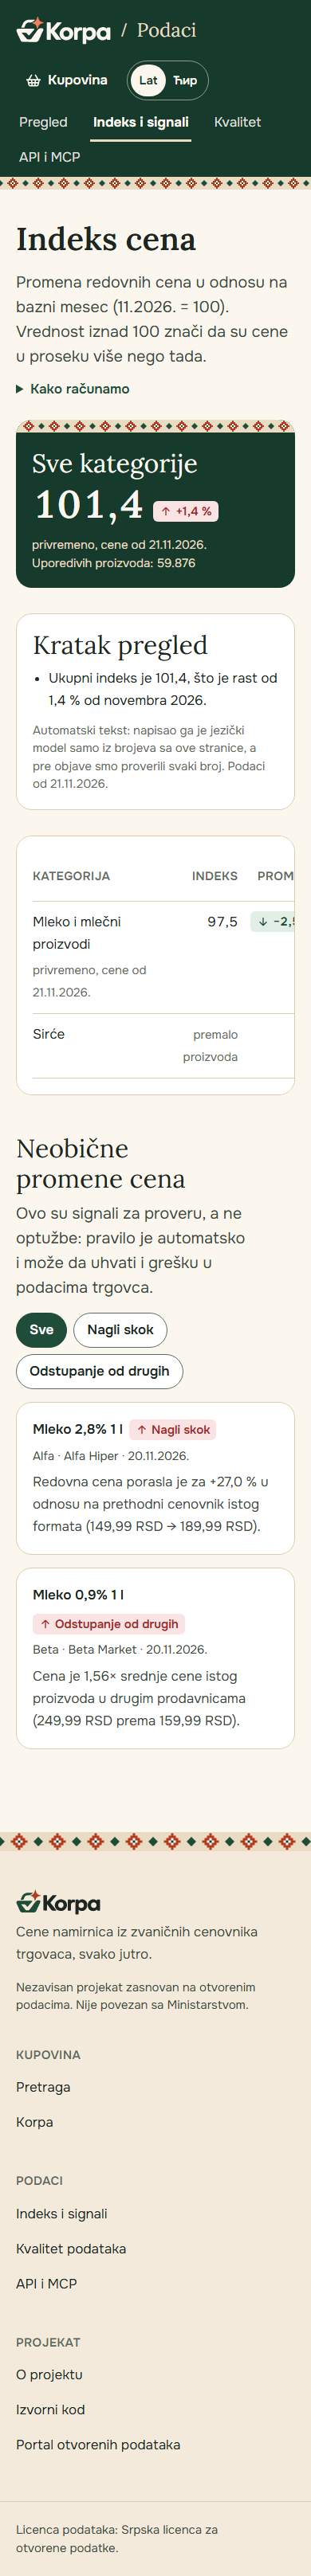 Korpa / Podaci
Kupovina Lat Ћир
Pregled Indeks i signali Kvalitet
API i MCP
Indeks cena
Promena redovnih cena u odnosu na
bazni mesec (11.2026. = 100).
Vrednost iznad 100 znači da su cene
u proseku više nego tada.
Kako računamo
Sve kategorije
101,4 ↑ +1,4 %
privremeno, cene od 21.11.2026.
Uporedivih proizvoda: 59.876
Kratak pregled
• Ukupni indeks je 101,4, što je rast od
1,4 % od novembra 2026.
Automatski tekst: napisao ga je jezički
model samo iz brojeva sa ove stranice, a
pre objave smo proverili svaki broj. Podaci
od 21.11.2026.
KATEGORIJA INDEKS PROM
Mleko i mlečni 97,5 ↓ −2,
proizvodi
privremeno, cene od
21.11.2026.
Sirće premalo
proizvoda
Neobične
promene cena
Ovo su signali za proveru, a ne
optužbe: pravilo je automatsko
i može da uhvati i grešku u
podacima trgovca.
Sve Nagli skok
Odstupanje od drugih
Mleko 2,8% 1 l ↑ Nagli skok
Alfa · Alfa Hiper · 20.11.2026.
Redovna cena porasla je za +27,0 % u
odnosu na prethodni cenovnik istog
formata (149,99 RSD → 189,99 RSD).
Mleko 0,9% 1 l
↑ Odstupanje od drugih
Beta · Beta Market · 20.11.2026.
Cena je 1,56× srednje cene istog
proizvoda u drugim prodavnicama
(249,99 RSD prema 159,99 RSD).
Korpa
Cene namirnica iz zvaničnih cenovnika
trgovaca, svako jutro.
Nezavisan projekat zasnovan na otvorenim
podacima. Nije povezan sa Ministarstvom.
KUPOVINA
Pretraga
Korpa
PODACI
Indeks i signali
Kvalitet podataka
API i MCP
PROJEKAT
O projektu
Izvorni kod
Portal otvorenih podataka
Licenca podataka: Srpska licenca za
otvorene podatke.